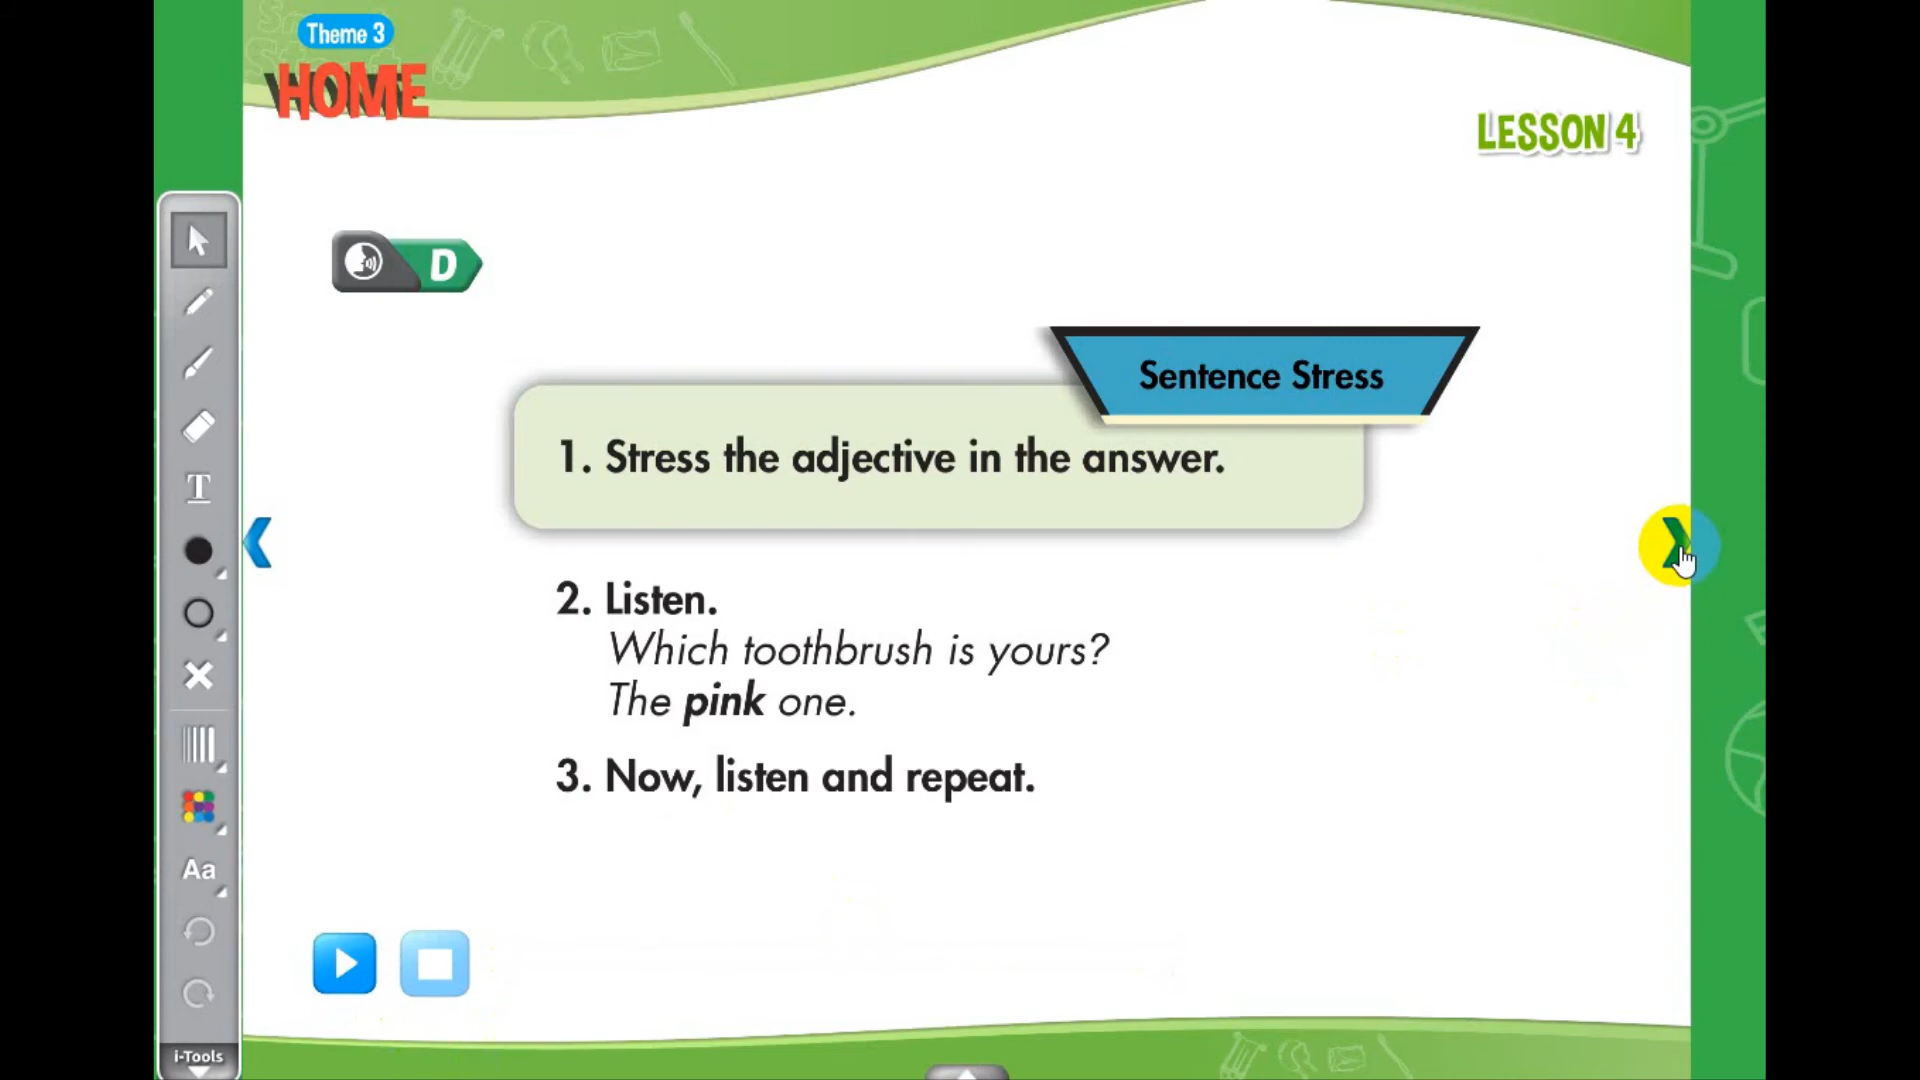 Theme 3
HOME
LESSON 4
D
Sentence Stress
1. Stress the adjective in the answer.
2. Listen.
Which toothbrush is yours?
The pink one.
3. Now, listen and repeat.
T
Aa
i-Tools